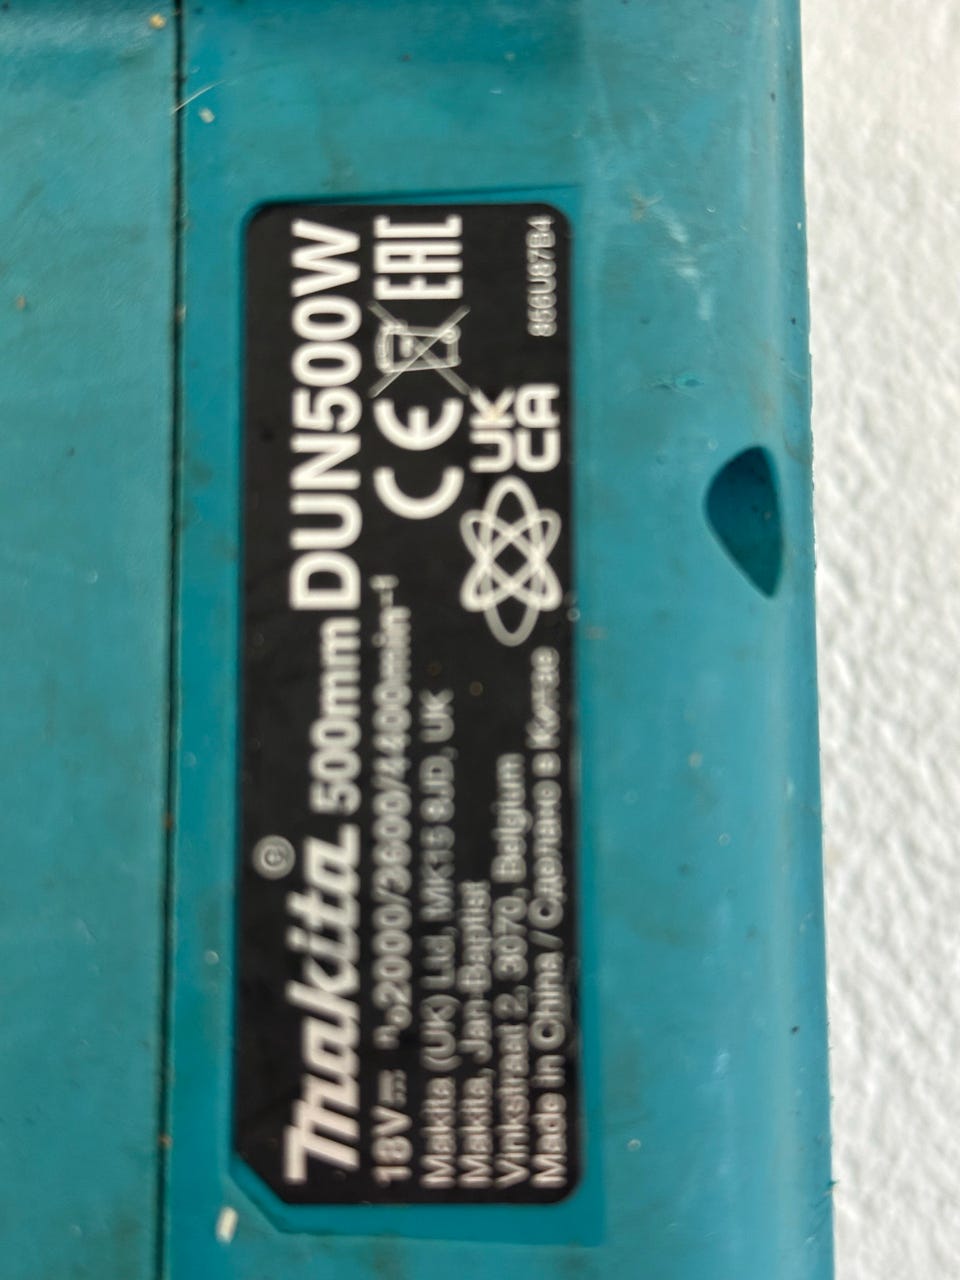 Makita® 500mm DUN500W
18V⎓ n₀2000/3600/4400min⁻¹
CE EAC
Makita (UK) Ltd, MK15 8JD, UK
Makita, Jan-Baptist
Vinkstraat 2, 3070, Belgium
Made in China / Сделано в Китае
UK
CA
856U87B4